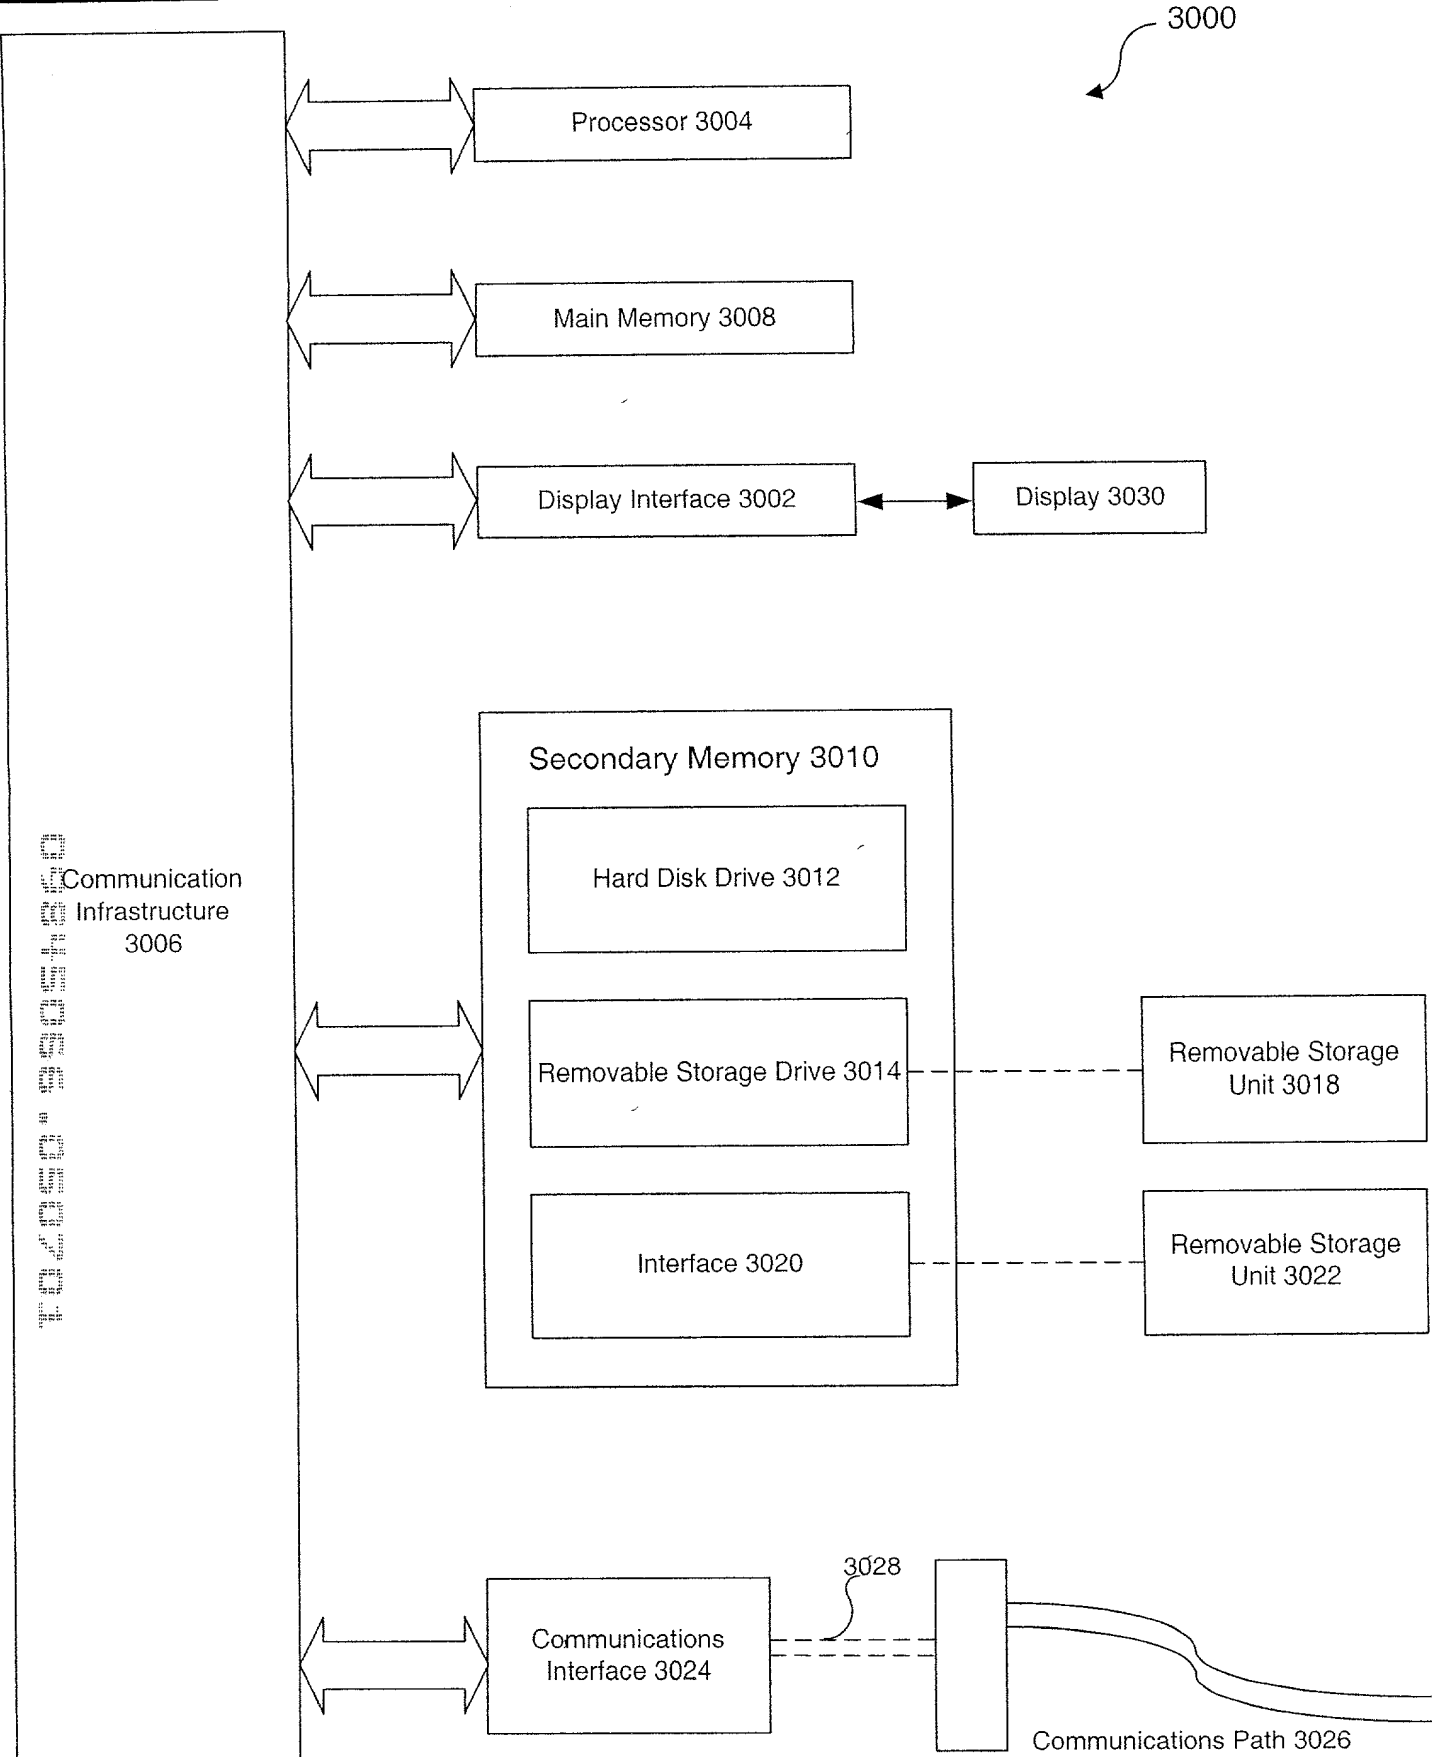 3000
Processor 3004
Main Memory 3008
Display Interface 3002
Display 3030
Secondary Memory 3010
Hard Disk Drive 3012
Communication
Infrastructure
3006
Removable Storage Drive 3014
Removable Storage
Unit 3018
Interface 3020
Removable Storage
Unit 3022
3028
Communications
Interface 3024
Communications Path 3026